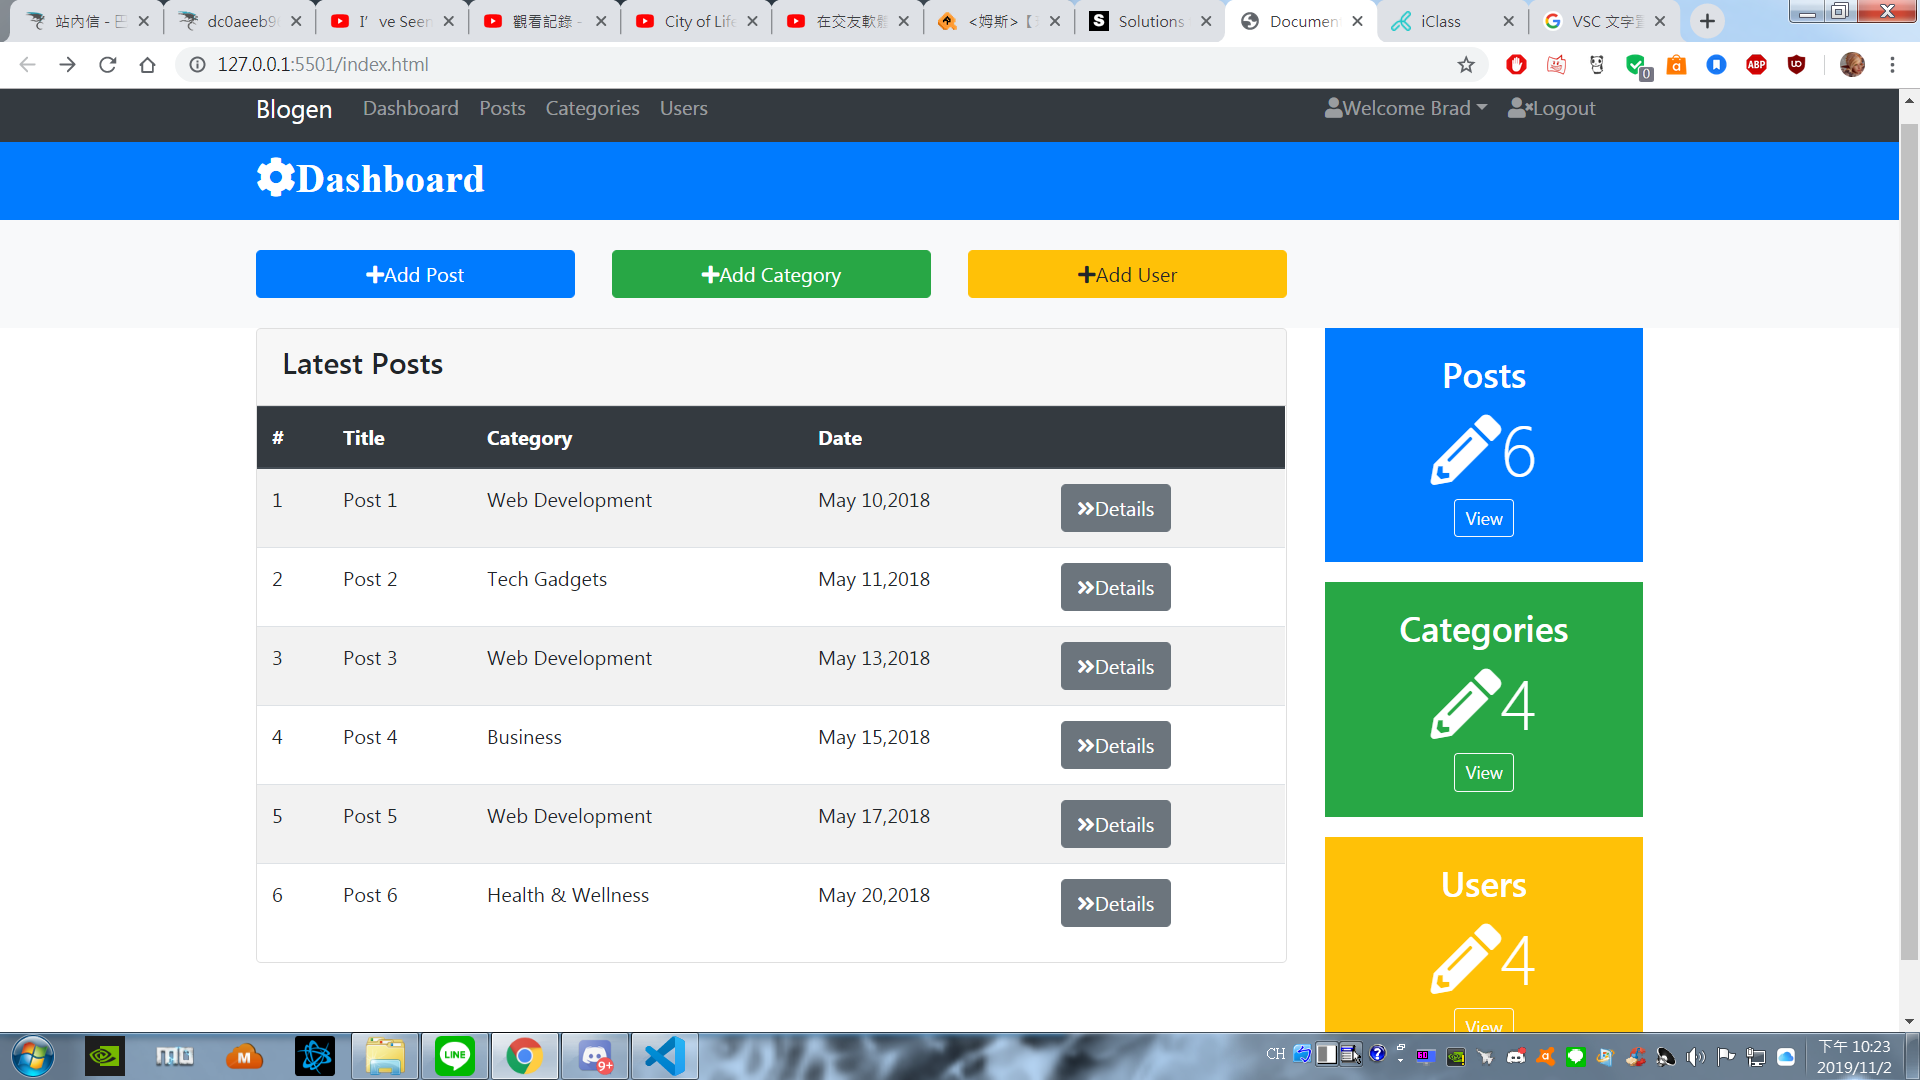 站內信 - 巴
dc0aeeb9
I've Seen
觀看記錄 -
City of Life
在交友軟體
<姆斯>【
Solutions
Document
iClass
VSC 文字
127.0.0.1:5501/index.html
0
ABP
Blogen Dashboard Posts Categories Users Welcome Brad Logout
Dashboard
Add Post Add Category Add User
Latest Posts
# Title Category Date
1 Post 1 Web Development May 10,2018 Details
2 Post 2 Tech Gadgets May 11,2018 Details
3 Post 3 Web Development May 13,2018 Details
4 Post 4 Business May 15,2018 Details
5 Post 5 Web Development May 17,2018 Details
6 Post 6 Health & Wellness May 20,2018 Details
Posts
6
View
Categories
4
View
Users
4
View
LINE
9+
CH
下午 10:23
2019/11/2